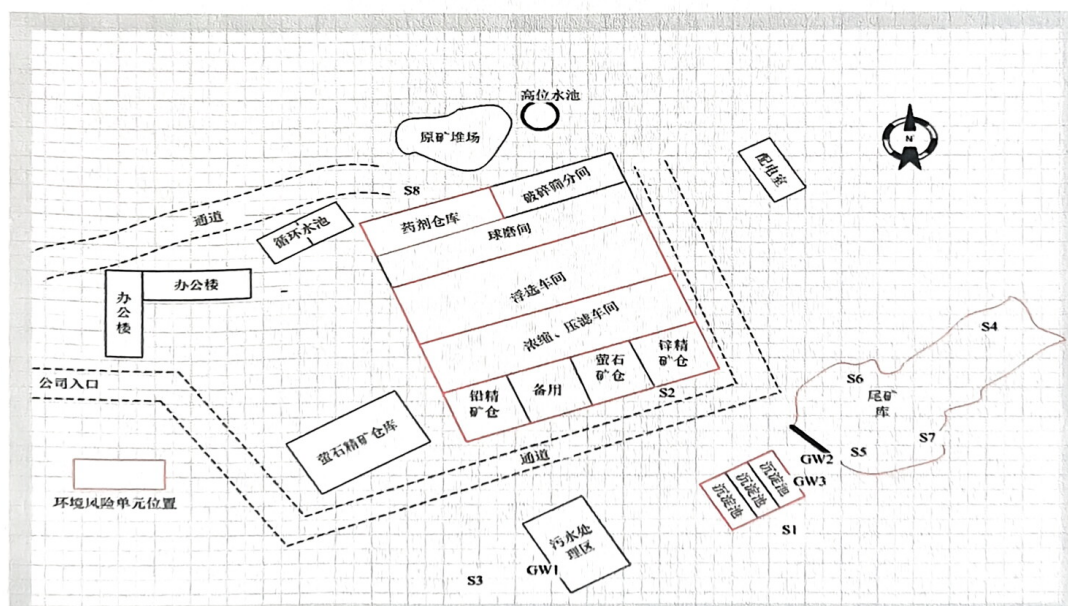 高位水池
原矿堆场
N
配电室
S8
破碎筛分间
药剂仓库
通道
循环水池
球磨间
办公楼
办
公
楼
浮选车间
浓缩、压滤车间
S4
公司入口
锌精
矿仓
萤石
矿仓
备用
铅精
矿仓
S2
S6
尾矿
库
S7
S5
萤石精矿仓库
通道
GW2
GW3
沉淀池
沉淀池
沉淀池
环境风险单元位置
S1
污水处
理区
GW1
S3